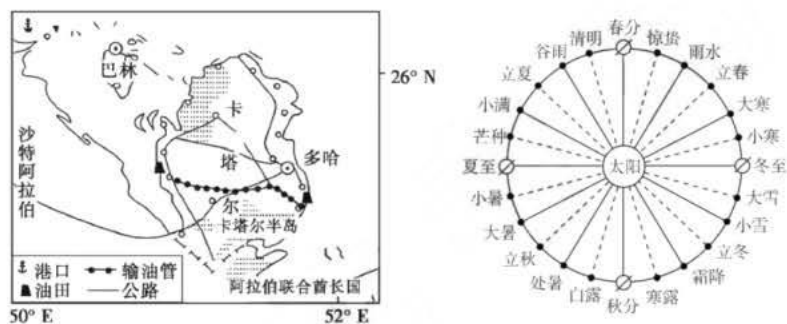 巴林
26° N
卡
塔
尔
多哈
沙特阿拉伯
卡塔尔半岛
阿拉伯联合酋长国
港口
输油管
油田
公路
50° E
52° E
春分
惊蛰
雨水
立春
大寒
小寒
冬至
大雪
小雪
立冬
霜降
寒露
秋分
白露
处暑
立秋
大暑
小暑
夏至
芒种
小满
立夏
谷雨
清明
太阳